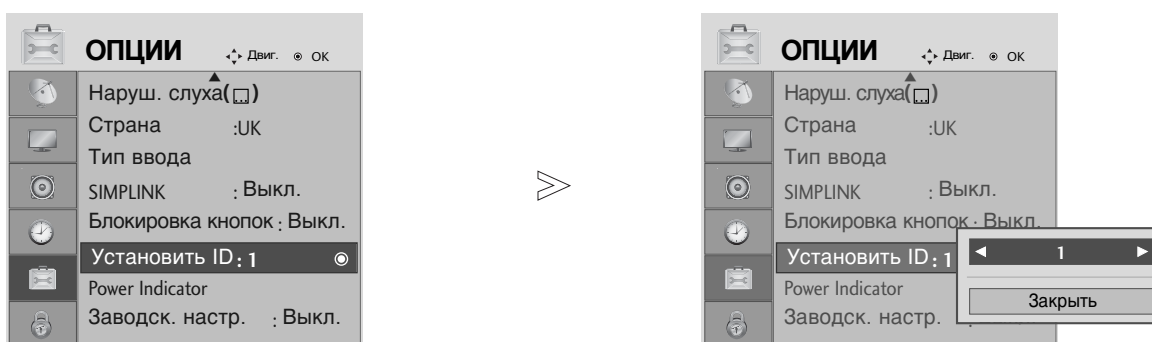 ОПЦИИ Двиг. ОК
Наруш. слуха( )
Страна :UK
Тип ввода
SIMPLINK : Выкл.
Блокировка кнопок : Выкл.
Установить ID : 1
Power Indicator
Заводск. настр. : Выкл.
ОПЦИИ Двиг. ОК
Наруш. слуха( )
Страна :UK
Тип ввода
SIMPLINK : Выкл.
Блокировка кнопок : Выкл.
Установить ID : 1
◄ 1 ►
Power Indicator
Закрыть
Заводск. настр.